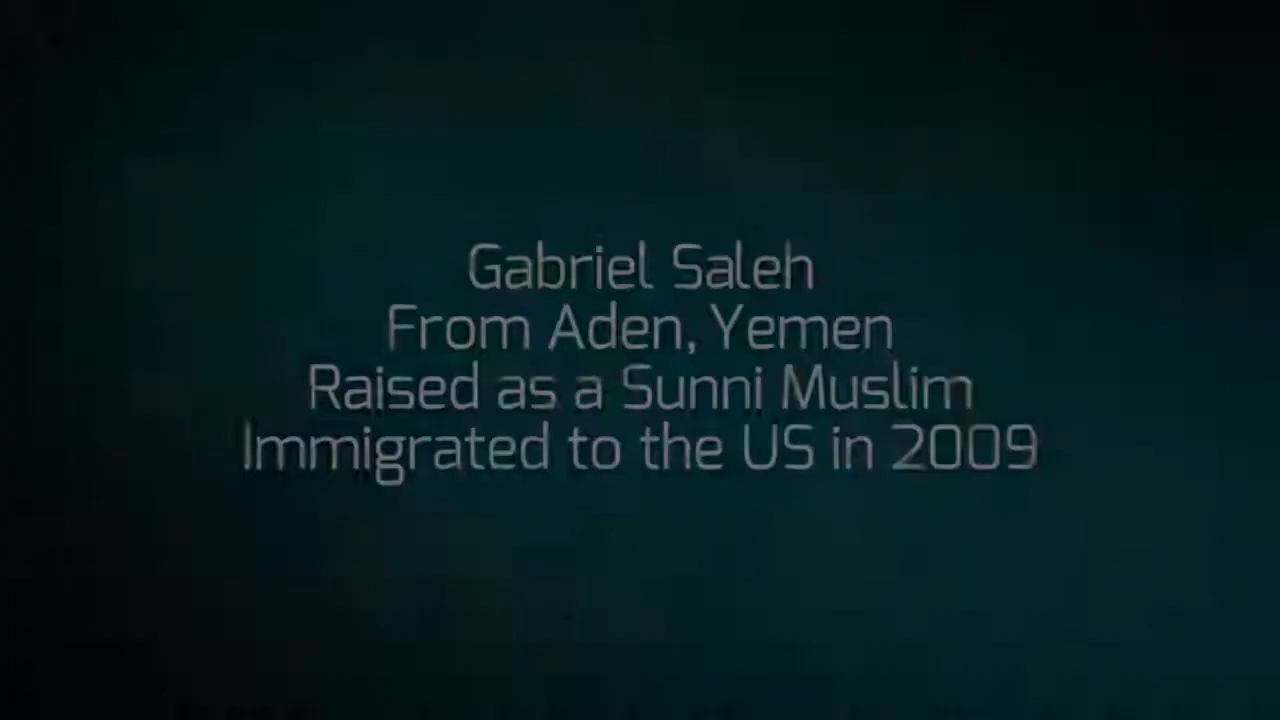 Gabriel Saleh
From Aden, Yemen
Raised as a Sunni Muslim
Immigrated to the US in 2009